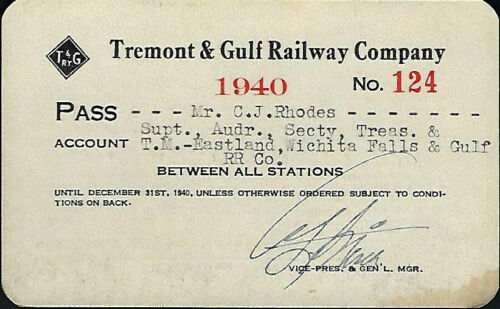 T&G
RY
Tremont & Gulf Railway Company
1940 No. 124
PASS - - - Mr. C.J.Rhodes - - - - - - -
Supt., Audr., Secty, Treas. &
ACCOUNT T.M.-Eastland,Wichita Falls & Gulf
RR Co.
BETWEEN ALL STATIONS
UNTIL DECEMBER 31ST, 1940, UNLESS OTHERWISE ORDERED SUBJECT TO CONDI-
TIONS ON BACK.
VICE-PRES. & GEN'L. MGR.